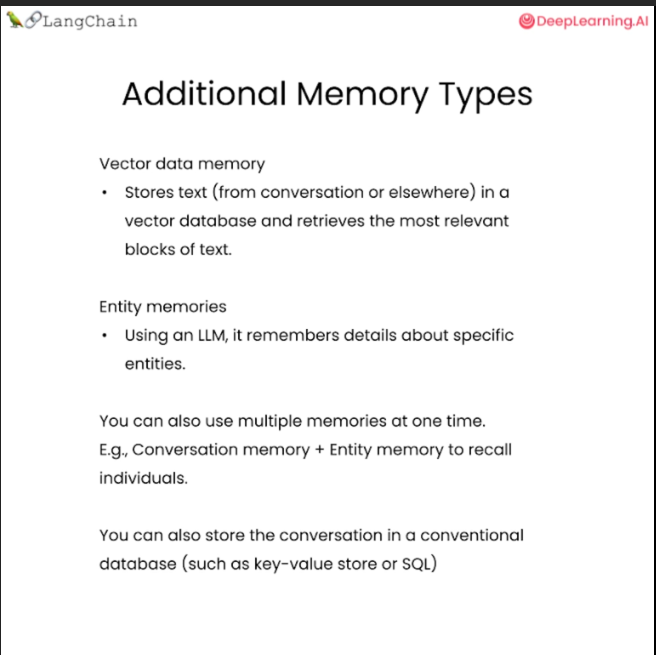 LangChain
DeepLearning.AI
Additional Memory Types
Vector data memory
• Stores text (from conversation or elsewhere) in a
vector database and retrieves the most relevant
blocks of text.
Entity memories
• Using an LLM, it remembers details about specific
entities.
You can also use multiple memories at one time.
E.g., Conversation memory + Entity memory to recall
individuals.
You can also store the conversation in a conventional
database (such as key-value store or SQL)